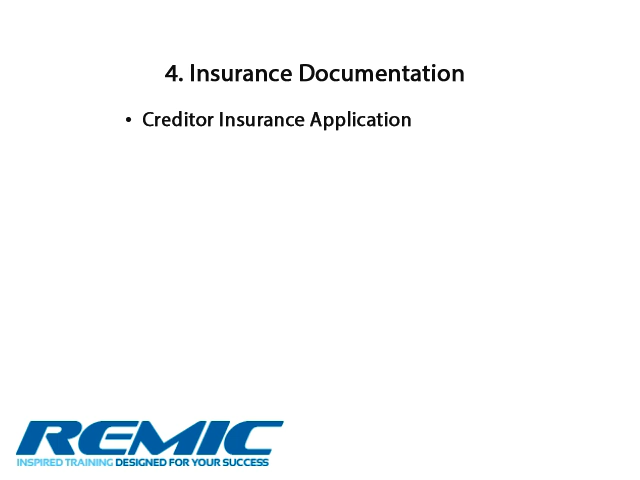 4. Insurance Documentation
• Creditor Insurance Application
REMIC
INSPIRED TRAINING DESIGNED FOR YOUR SUCCESS